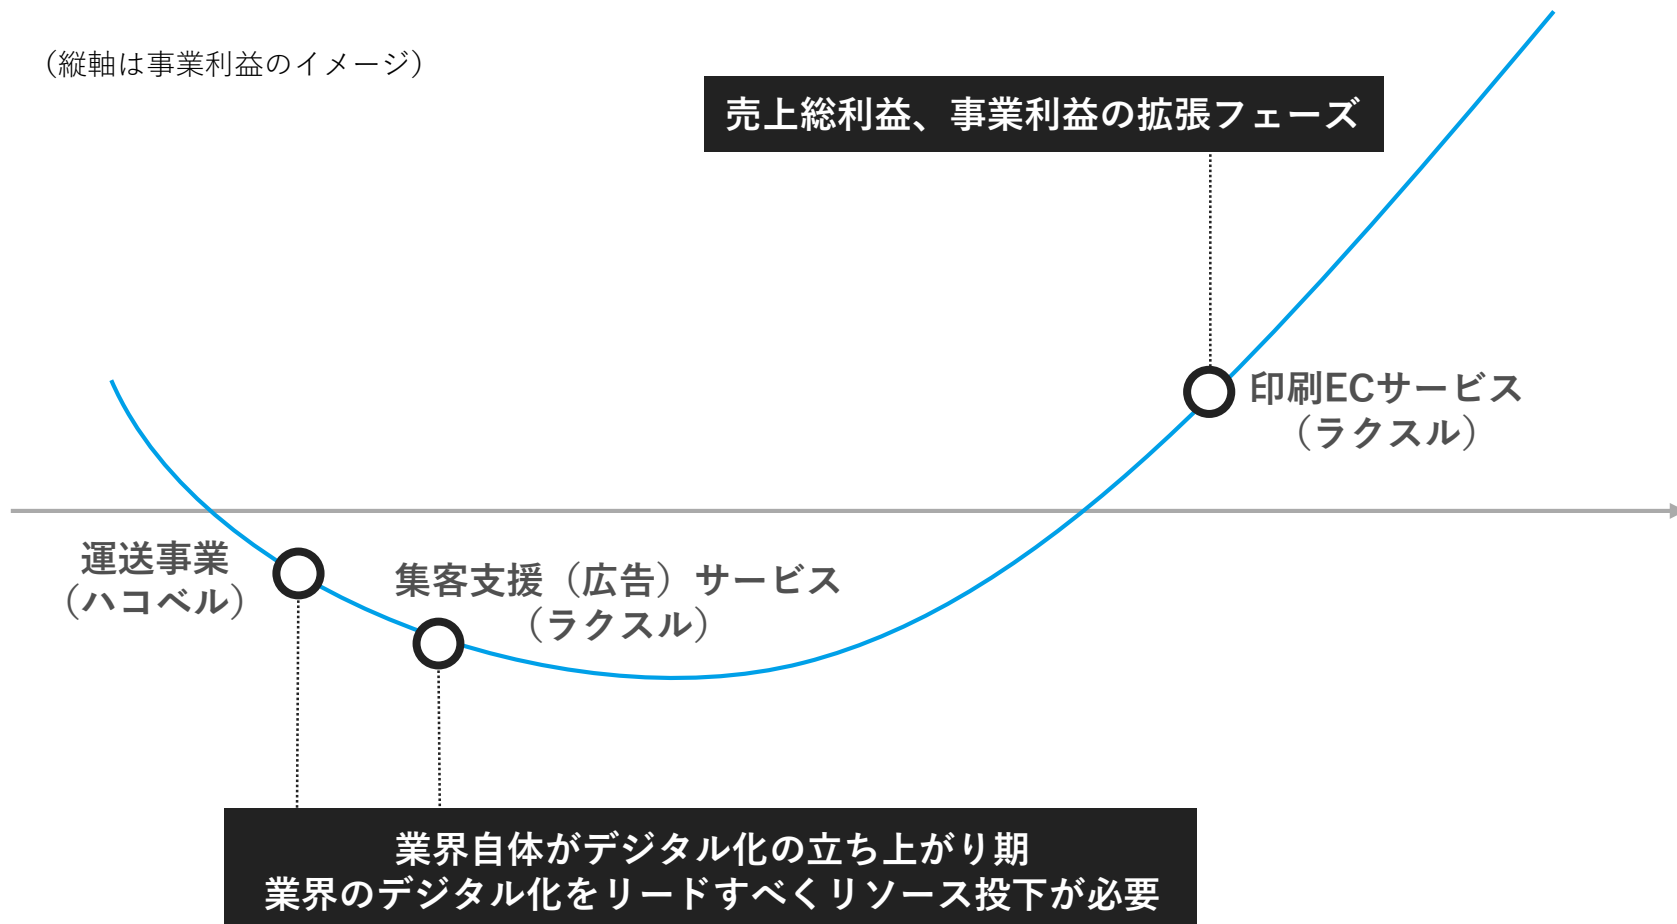 （縦軸は事業利益のイメージ）
売上総利益、事業利益の拡張フェーズ
印刷ECサービス
（ラクスル）
運送事業
（ハコベル）
集客支援（広告）サービス
（ラクスル）
業界自体がデジタル化の立ち上がり期
業界のデジタル化をリードすべくリソース投下が必要